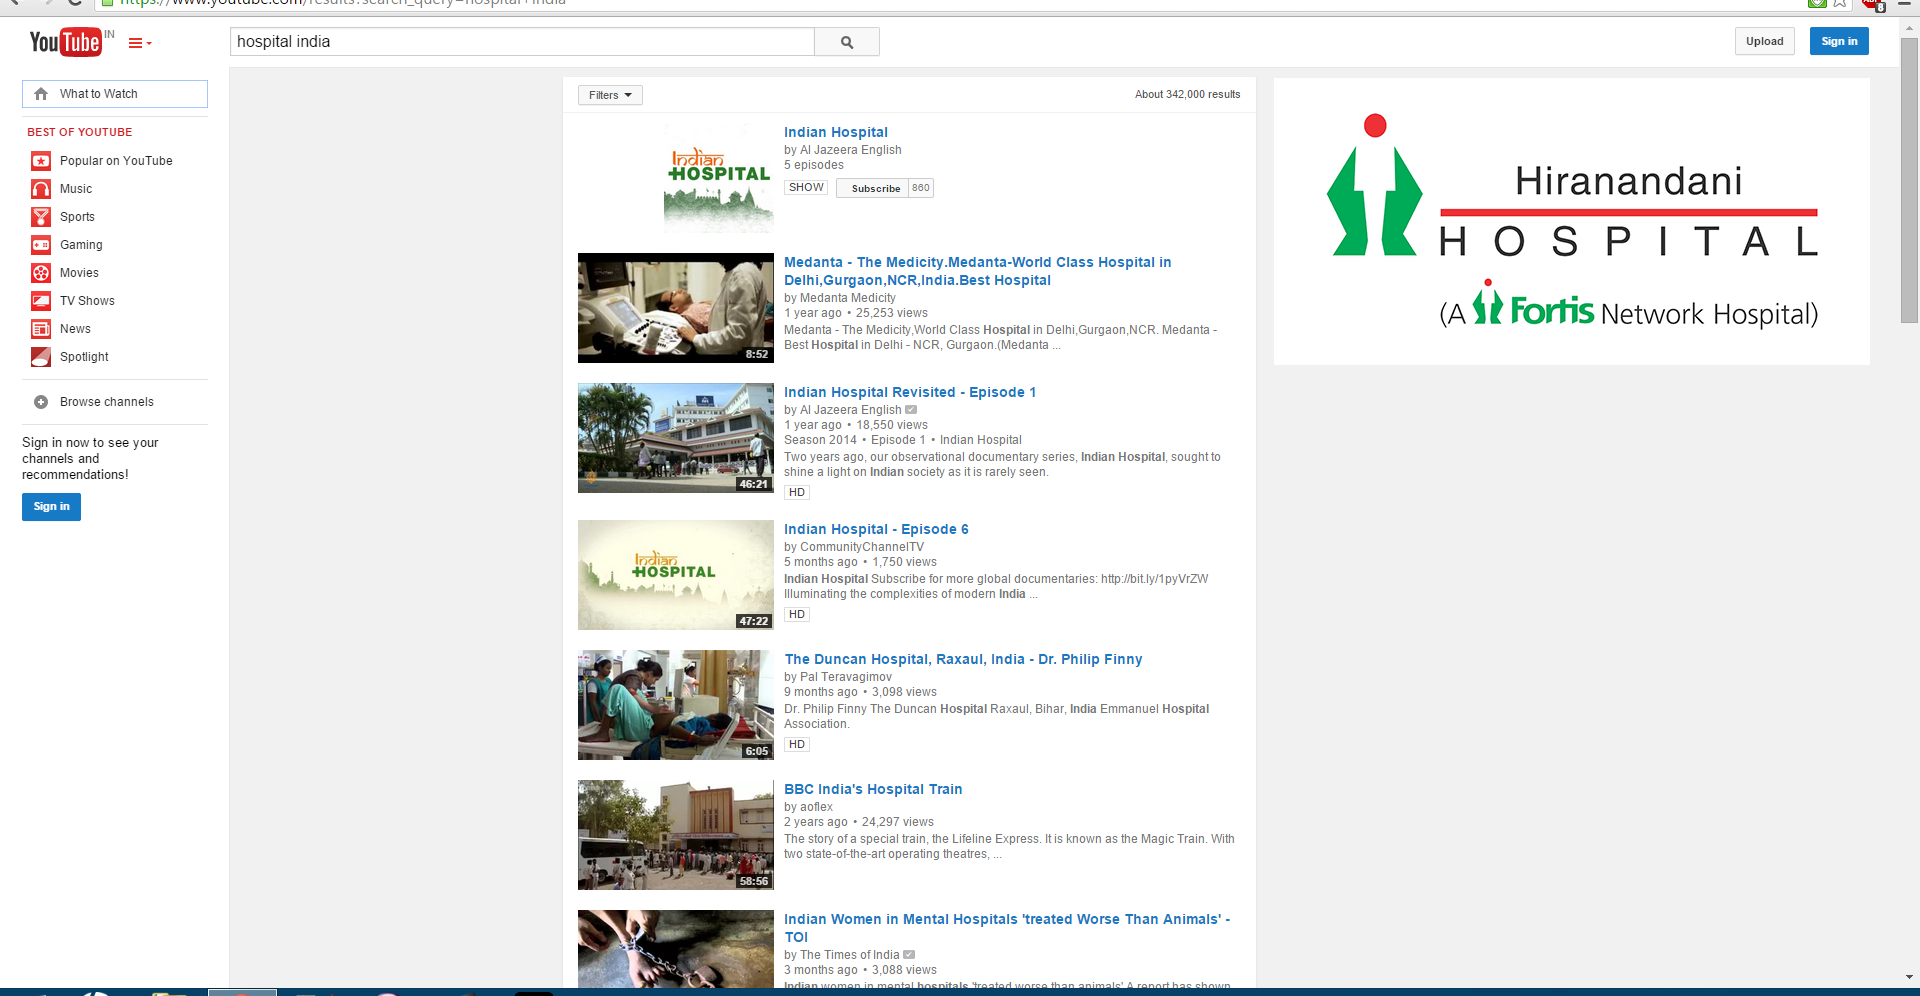 https://www.youtube.com/results?search_query=hospital+india
8
YouTube IN
hospital india
Upload
Sign in
What to Watch
BEST OF YOUTUBE
Popular on YouTube
Music
Sports
Gaming
Movies
TV Shows
News
Spotlight
Browse channels
Sign in now to see your
channels and
recommendations!
Sign in
Filters
About 342,000 results
Indian
HOSPITAL
Indian Hospital
by Al Jazeera English
5 episodes
SHOW Subscribe 860
8:52
Medanta - The Medicity.Medanta-World Class Hospital in
Delhi,Gurgaon,NCR,India.Best Hospital
by Medanta Medicity
1 year ago • 25,253 views
Medanta - The Medicity,World Class Hospital in Delhi,Gurgaon,NCR. Medanta -
Best Hospital in Delhi - NCR, Gurgaon.(Medanta ...
46:21
Indian Hospital Revisited - Episode 1
by Al Jazeera English
1 year ago • 18,550 views
Season 2014 • Episode 1 • Indian Hospital
Two years ago, our observational documentary series, Indian Hospital, sought to
shine a light on Indian society as it is rarely seen.
HD
Indian
HOSPITAL
47:22
Indian Hospital - Episode 6
by CommunityChannelTV
5 months ago • 1,750 views
Indian Hospital Subscribe for more global documentaries: http://bit.ly/1pyVrZW
Illuminating the complexities of modern India ...
HD
6:05
The Duncan Hospital, Raxaul, India - Dr. Philip Finny
by Pal Teravagimov
9 months ago • 3,098 views
Dr. Philip Finny The Duncan Hospital Raxaul, Bihar, India Emmanuel Hospital
Association.
HD
58:56
BBC India's Hospital Train
by aoflex
2 years ago • 24,297 views
The story of a special train, the Lifeline Express. It is known as the Magic Train. With
two state-of-the-art operating theatres, ...
Indian Women in Mental Hospitals 'treated Worse Than Animals' -
TOI
by The Times of India
3 months ago • 3,088 views
Indian women in mental hospitals 'treated worse than animals' A report has shown
Hiranandani
HOSPITAL
(A Fortis Network Hospital)